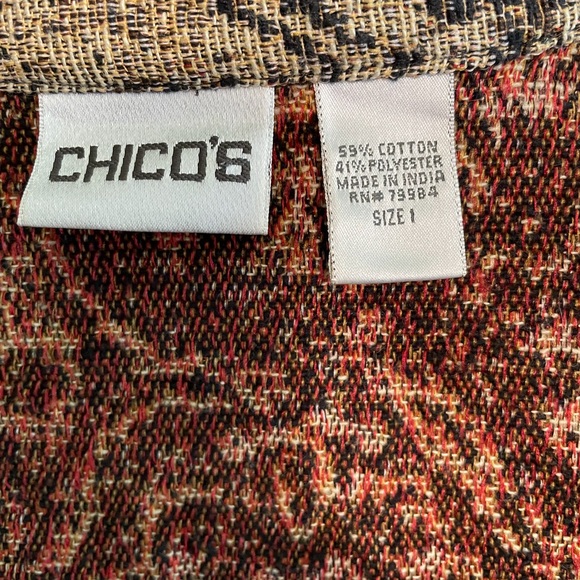 CHICO'S
59% COTTON
41% POLYESTER
MADE IN INDIA
RN# 79984
SIZE 1